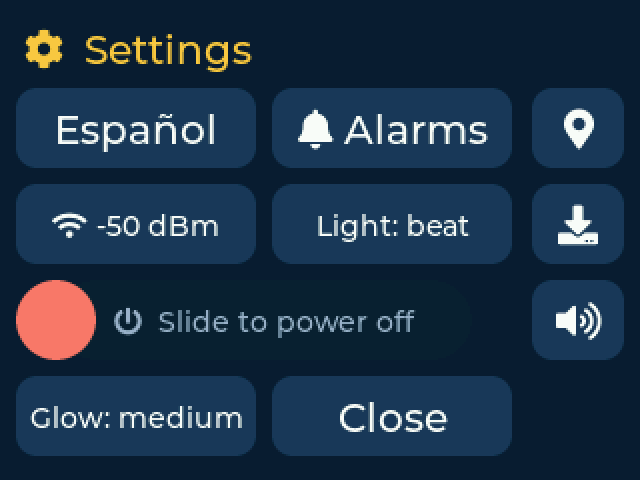 Settings
Español
Alarms
-50 dBm
Light: beat
Slide to power off
Glow: medium
Close